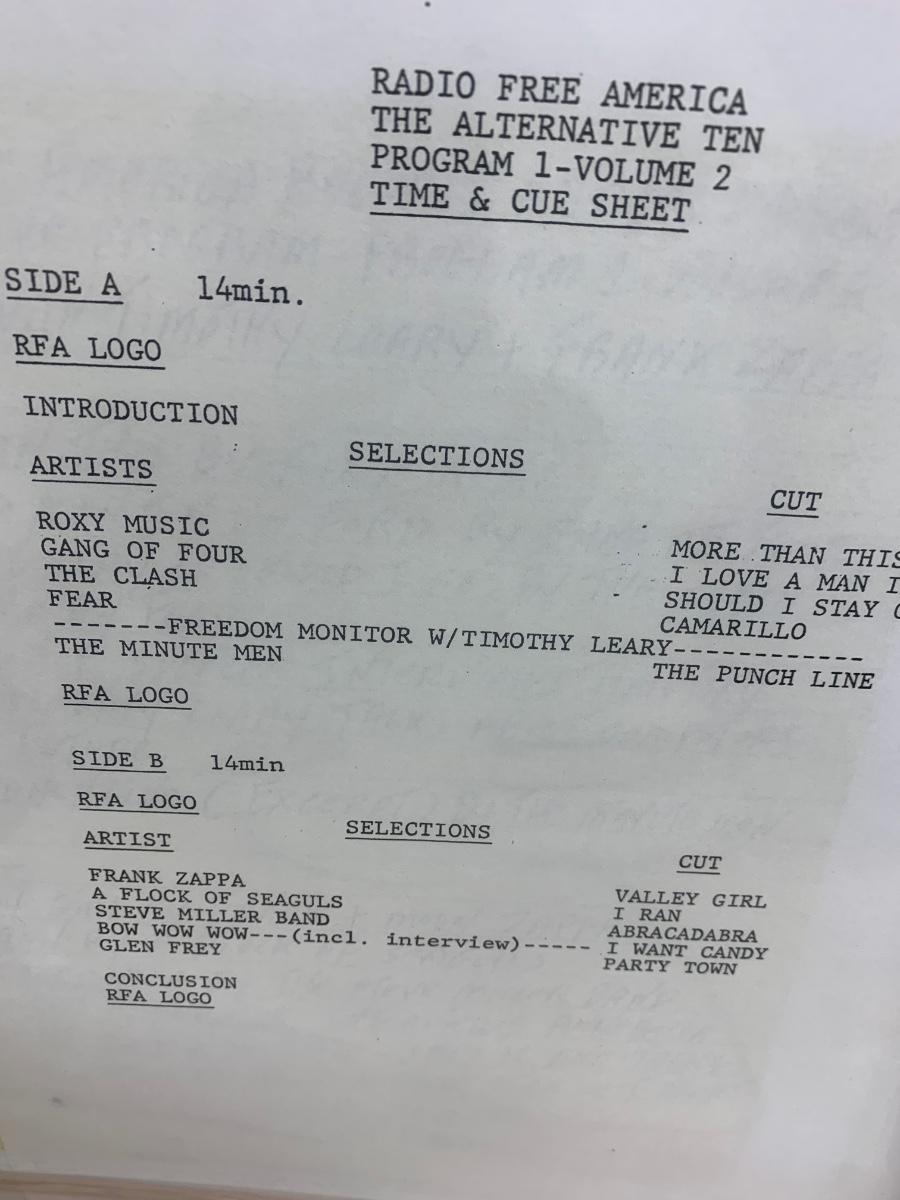 RADIO FREE AMERICA
THE ALTERNATIVE TEN
PROGRAM 1-VOLUME 2
TIME & CUE SHEET
SIDE A 14min.
RFA LOGO
INTRODUCTION
SELECTIONS
ARTISTS CUT
ROXY MUSIC MORE THAN THIS
GANG OF FOUR I LOVE A MAN
THE CLASH SHOULD I STAY
FEAR CAMARILLO
-------FREEDOM MONITOR W/TIMOTHY LEARY------------
THE MINUTE MEN THE PUNCH LINE
RFA LOGO
SIDE B 14min
RFA LOGO
SELECTIONS
ARTIST CUT
FRANK ZAPPA VALLEY GIRL
A FLOCK OF SEAGULS I RAN
STEVE MILLER BAND ABRACADABRA
BOW WOW WOW---(incl. interview)----- I WANT CANDY
GLEN FREY PARTY TOWN
CONCLUSION
RFA LOGO